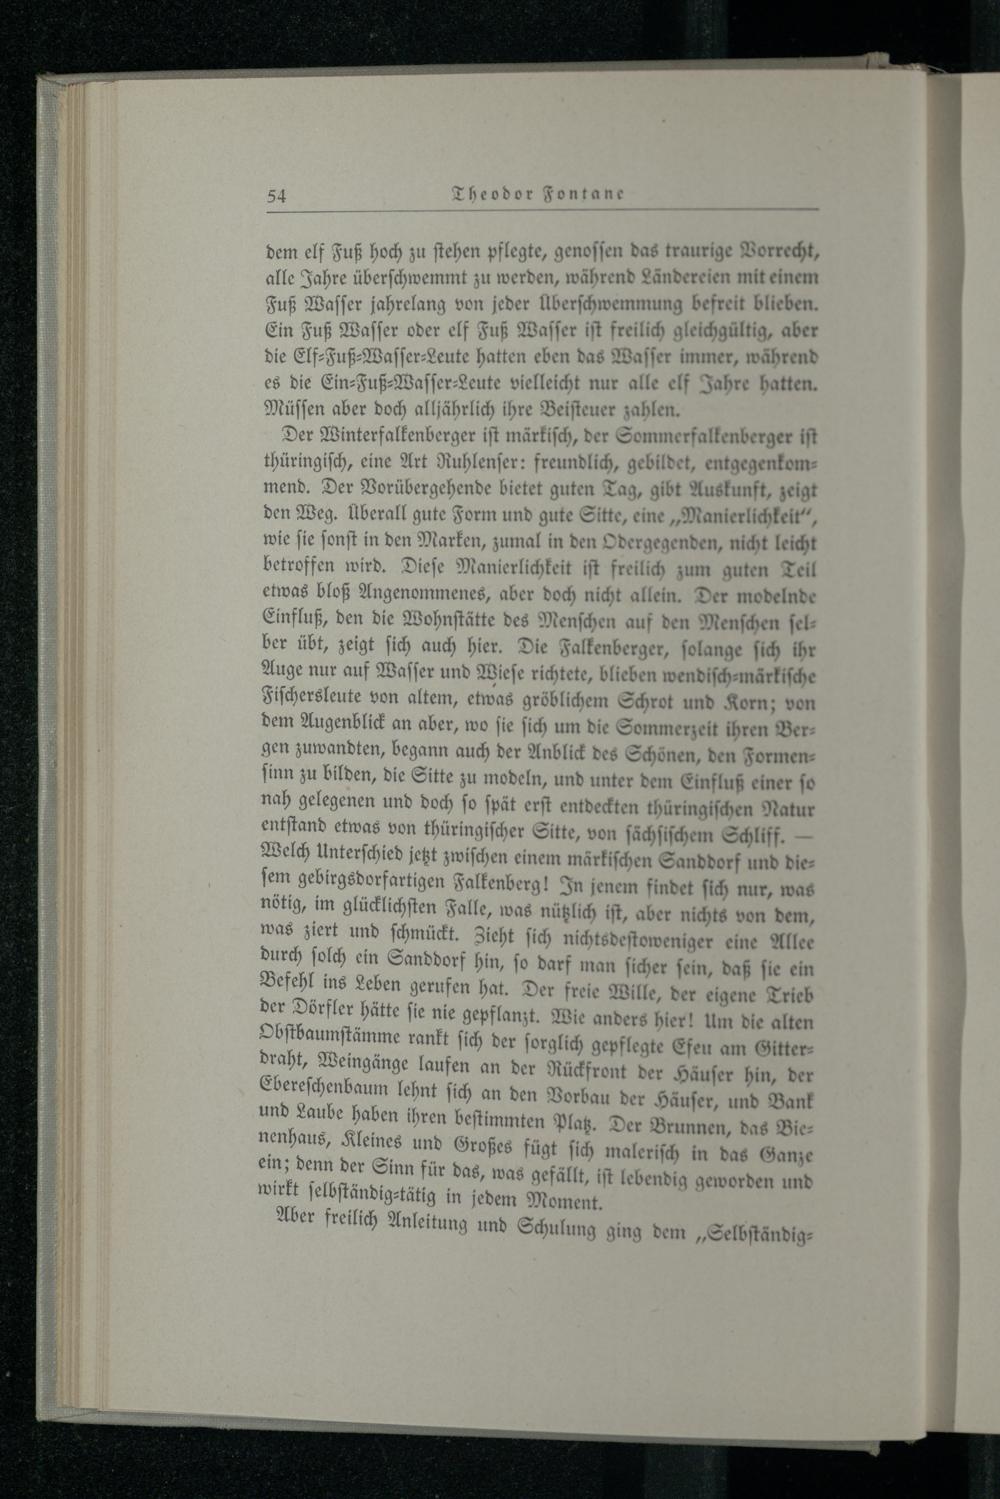 54 Theodor Fontane
dem elf Fuß hoch zu stehen pflegte, genossen das traurige Vorrecht,
alle Jahre überschwemmt zu werden, während Ländereien mit einem
Fuß Wasser jahrelang von jeder Überschwemmung befreit blieben.
Ein Fuß Wasser oder elf Fuß Wasser ist freilich gleichgültig, aber
die Elf-Fuß-Wasser-Leute hatten eben das Wasser immer, während
es die Ein-Fuß-Wasser-Leute vielleicht nur alle elf Jahre hatten.
Müssen aber doch alljährlich ihre Beisteuer zahlen.
Der Winterfalkenberger ist märkisch, der Sommerfalkenberger ist
thüringisch, eine Art Ruhlenser: freundlich, gebildet, entgegenkom-
mend. Der Vorübergehende bietet guten Tag, gibt Auskunft, zeigt
den Weg. Überall gute Form und gute Sitte, eine „Manierlichkeit“,
wie sie sonst in den Marken, zumal in den Odergegenden, nicht leicht
betroffen wird. Diese Manierlichkeit ist freilich zum guten Teil
etwas bloß Angenommenes, aber doch nicht allein. Der modelnde
Einfluß, den die Wohnstätte des Menschen auf den Menschen sel-
ber übt, zeigt sich auch hier. Die Falkenberger, solange sich ihr
Auge nur auf Wasser und Wiese richtete, blieben wendisch-märkische
Fischersleute von altem, etwas gröblichem Schrot und Korn; von
dem Augenblick an aber, wo sie sich um die Sommerzeit ihren Ber-
gen zuwandten, begann auch der Anblick des Schönen, den Formen-
sinn zu bilden, die Sitte zu modeln, und unter dem Einfluß einer so
nah gelegenen und doch so spät erst entdeckten thüringischen Natur
entstand etwas von thüringischer Sitte, von sächsischem Schliff. —
Welch Unterschied jetzt zwischen einem märkischen Sanddorf und die-
sem gebirgsdorfartigen Falkenberg! In jenem findet sich nur, was
nötig, im glücklichsten Falle, was nützlich ist, aber nichts von dem,
was ziert und schmückt. Zieht sich nichtsdestoweniger eine Allee
durch solch ein Sanddorf hin, so darf man sicher sein, daß sie ein
Befehl ins Leben gerufen hat. Der freie Wille, der eigene Trieb
der Dörfler hätte sie nie gepflanzt. Wie anders hier! Um die alten
Obstbaumstämme rankt sich der sorglich gepflegte Efeu am Gitter-
draht, Weingänge laufen an der Rückfront der Häuser hin, der
Ebereschenbaum lehnt sich an den Vorbau der Häuser, und Bank
und Laube haben ihren bestimmten Platz. Der Brunnen, das Bie-
nenhaus, Kleines und Großes fügt sich malerisch in das Ganze
ein; denn der Sinn für das, was gefällt, ist lebendig geworden und
wirkt selbständig-tätig in jedem Moment.
Aber freilich Anleitung und Schulung ging dem „Selbständig-